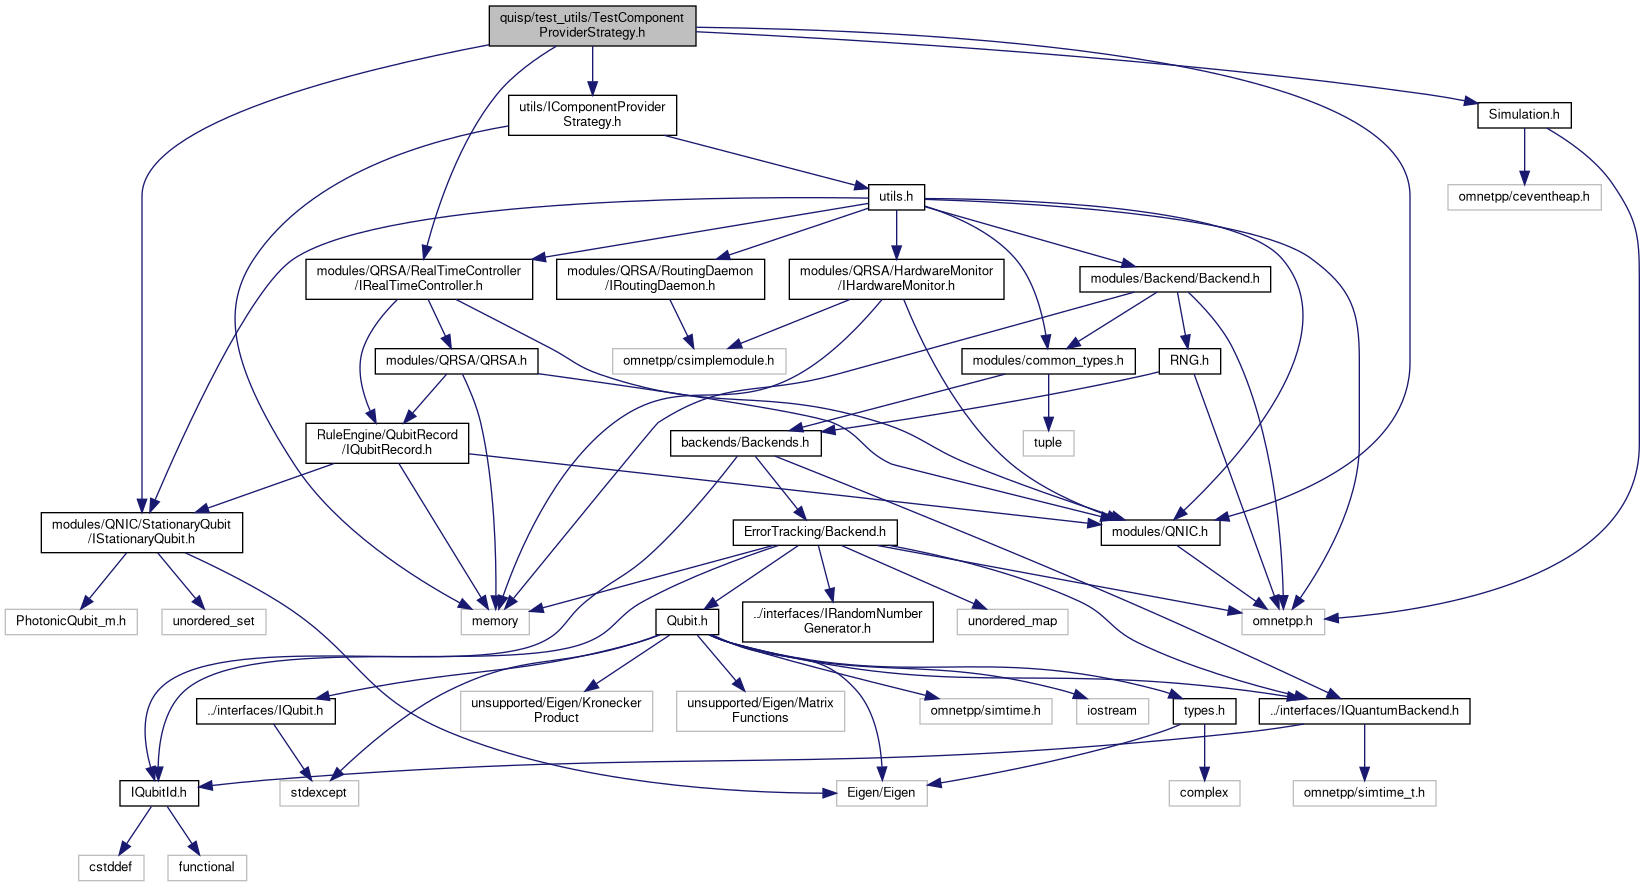 quisp/test_utils/TestComponent
ProviderStrategy.h
utils/IComponentProvider
Strategy.h
Simulation.h
utils.h
omnetpp/ceventheap.h
modules/QRSA/RealTimeController
/IRealTimeController.h
modules/QRSA/RoutingDaemon
/IRoutingDaemon.h
modules/QRSA/HardwareMonitor
/IHardwareMonitor.h
modules/Backend/Backend.h
modules/QRSA/QRSA.h
omnetpp/csimplemodule.h
modules/common_types.h
RNG.h
RuleEngine/QubitRecord
/IQubitRecord.h
backends/Backends.h
tuple
modules/QNIC/StationaryQubit
/IStationaryQubit.h
ErrorTracking/Backend.h
modules/QNIC.h
PhotonicQubit_m.h
unordered_set
memory
Qubit.h
../interfaces/IRandomNumber
Generator.h
unordered_map
omnetpp.h
../interfaces/IQubit.h
unsupported/Eigen/Kronecker
Product
unsupported/Eigen/Matrix
Functions
omnetpp/simtime.h
iostream
types.h
../interfaces/IQuantumBackend.h
IQubitId.h
stdexcept
Eigen/Eigen
complex
omnetpp/simtime_t.h
cstddef
functional